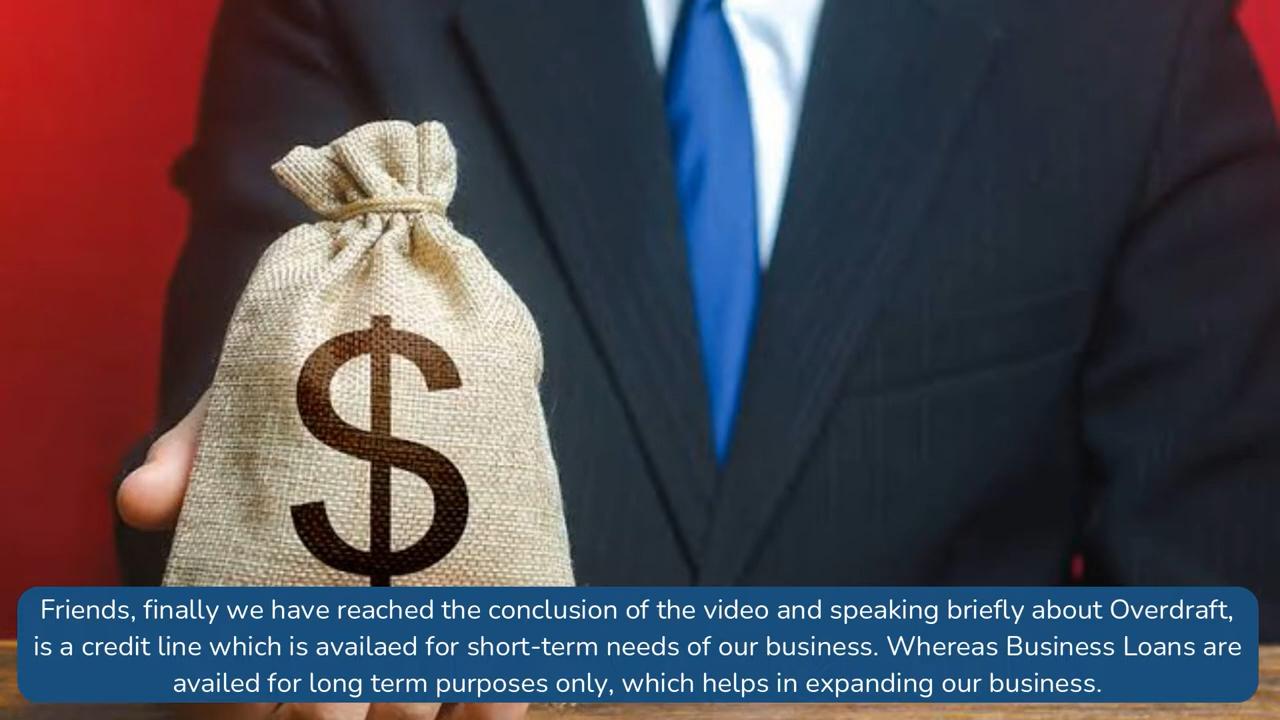 $
Friends, finally we have reached the conclusion of the video and speaking briefly about Overdraft,
is a credit line which is availaed for short-term needs of our business. Whereas Business Loans are
availed for long term purposes only, which helps in expanding our business.